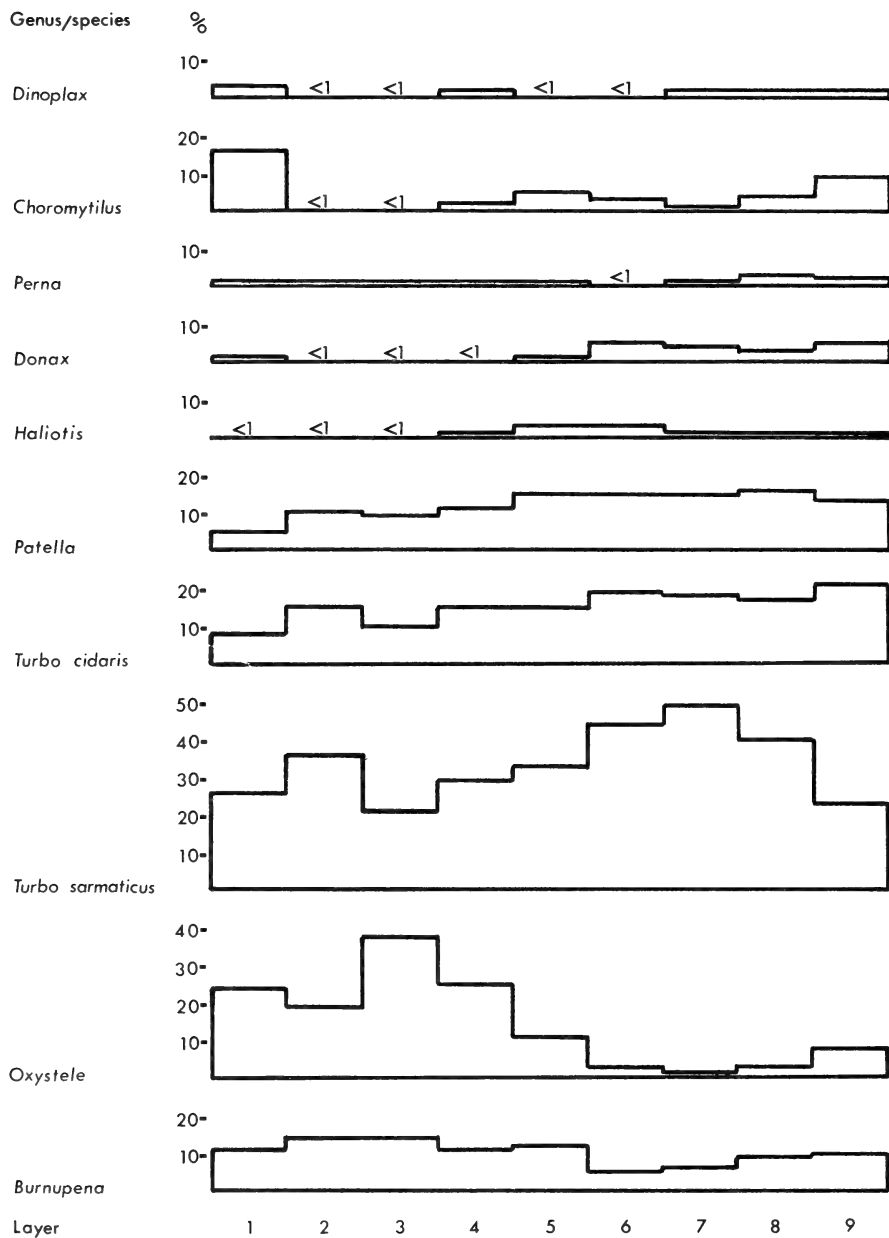 Genus/species %
10-
Dinoplax <1 <1 <1 <1
20-
10-
Choromytilus <1 <1
10-
Perna <1
10-
Donax <1 <1 <1
10-
Haliotis <1 <1 <1
20-
10-
Patella
20-
10-
Turbo cidaris
50-
40-
30-
20-
10-
Turbo sarmaticus
40-
30-
20-
10-
Oxystele
20-
10-
Burnupena
Layer 1 2 3 4 5 6 7 8 9